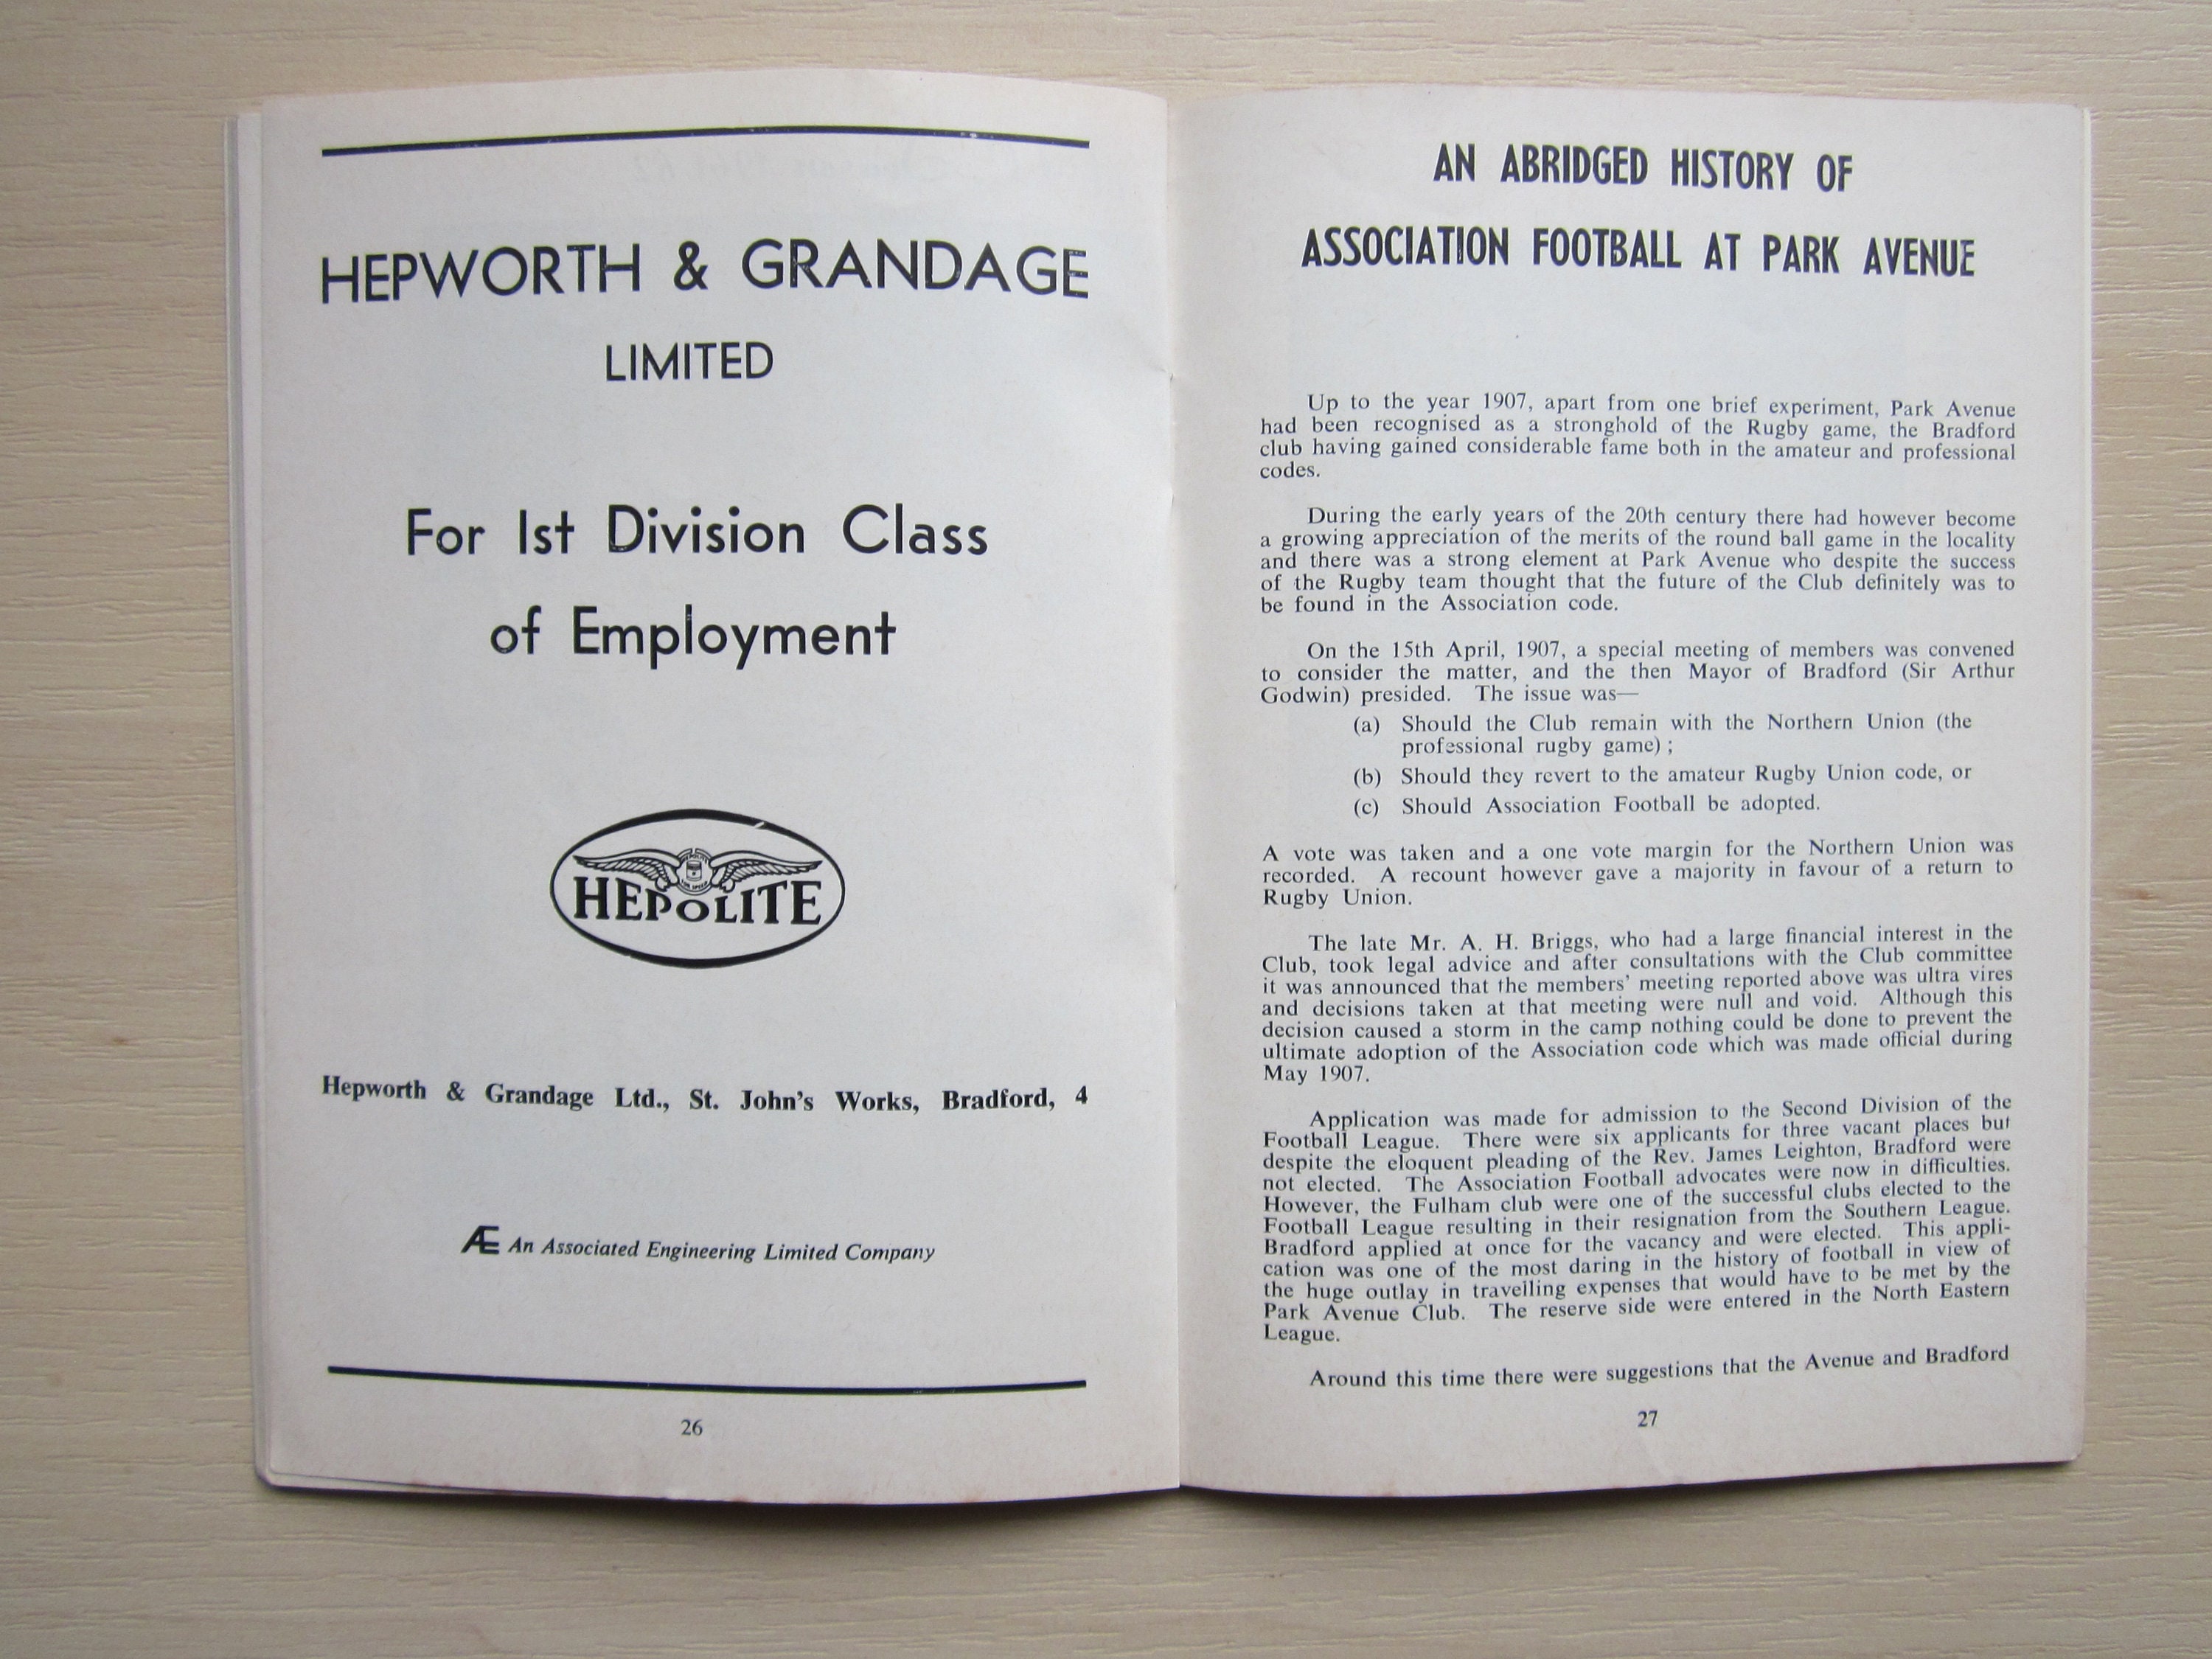 HEPWORTH & GRANDAGE
LIMITED
For 1st Division Class
of Employment
HEPOLITE
Hepworth & Grandage Ltd., St. John's Works, Bradford, 4
Æ An Associated Engineering Limited Company
26
AN ABRIDGED HISTORY OF
ASSOCIATION FOOTBALL AT PARK AVENUE
Up to the year 1907, apart from one brief experiment, Park Avenue
had been recognised as a stronghold of the Rugby game, the Bradford
club having gained considerable fame both in the amateur and professional
codes.
During the early years of the 20th century there had however become
a growing appreciation of the merits of the round ball game in the locality
and there was a strong element at Park Avenue who despite the success
of the Rugby team thought that the future of the Club definitely was to
be found in the Association code.
On the 15th April, 1907, a special meeting of members was convened
to consider the matter, and the then Mayor of Bradford (Sir Arthur
Godwin) presided. The issue was—
(a) Should the Club remain with the Northern Union (the
professional rugby game) ;
(b) Should they revert to the amateur Rugby Union code, or
(c) Should Association Football be adopted.
A vote was taken and a one vote margin for the Northern Union was
recorded. A recount however gave a majority in favour of a return to
Rugby Union.
The late Mr. A. H. Briggs, who had a large financial interest in the
Club, took legal advice and after consultations with the Club committee
it was announced that the members' meeting reported above was ultra vires
and decisions taken at that meeting were null and void. Although this
decision caused a storm in the camp nothing could be done to prevent the
ultimate adoption of the Association code which was made official during
May 1907.
Application was made for admission to the Second Division of the
Football League. There were six applicants for three vacant places but
despite the eloquent pleading of the Rev. James Leighton, Bradford were
not elected. The Association Football advocates were now in difficulties.
However, the Fulham club were one of the successful clubs elected to the
Football League resulting in their resignation from the Southern League.
Bradford applied at once for the vacancy and were elected. This appli-
cation was one of the most daring in the history of football in view of
the huge outlay in travelling expenses that would have to be met by the
Park Avenue Club. The reserve side were entered in the North Eastern
League.
Around this time there were suggestions that the Avenue and Bradford
27